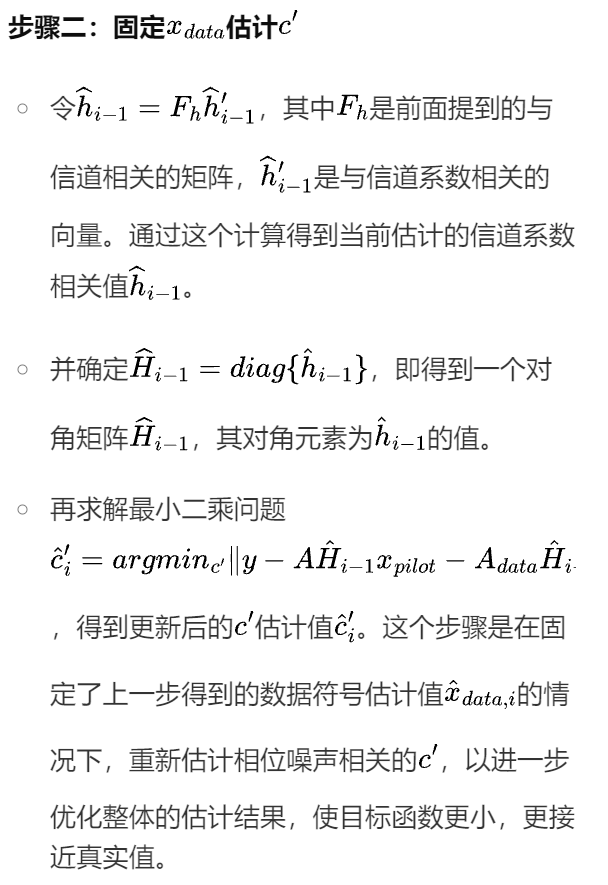 步骤二：固定$x_{data}$估计$c'$
令$\widehat{h}_{i-1} = F_h\widehat{h}'_{i-1}$，其中$F_h$是前面提到的与
信道相关的矩阵，$\widehat{h}'_{i-1}$是与信道系数相关的
向量。通过这个计算得到当前估计的信道系数
相关值$\widehat{h}_{i-1}$。
并确定$\widehat{H}_{i-1} = diag\{\hat{h}_{i-1}\}$，即得到一个对
角矩阵$\widehat{H}_{i-1}$，其对角元素为$\hat{h}_{i-1}$的值。
再求解最小二乘问题
$\hat{c}'_i = argmin_{c'} \| y - A\hat{H}_{i-1}x_{pilot} - A_{data}\hat{H}_{i-}$
，得到更新后的$c'$估计值$\hat{c}'_i$。这个步骤是在固
定了上一步得到的数据符号估计值$\hat{x}_{data,i}$的情
况下，重新估计相位噪声相关的$c'$，以进一步
优化整体的估计结果，使目标函数更小，更接
近真实值。